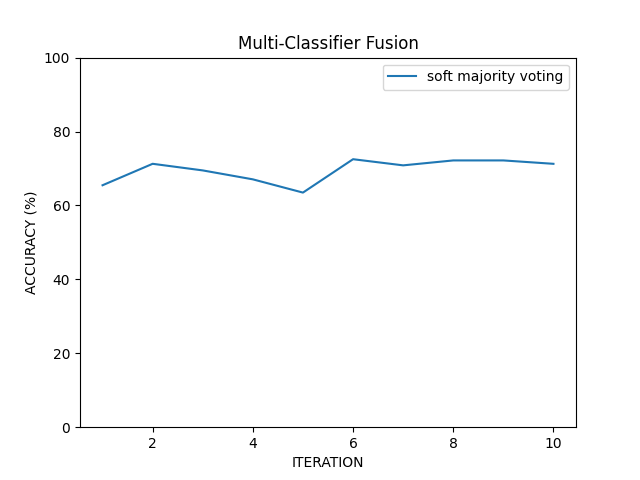 Multi-Classifier Fusion
soft majority voting
ACCURACY (%)
100
80
60
40
20
0
2 4 6 8 10
ITERATION